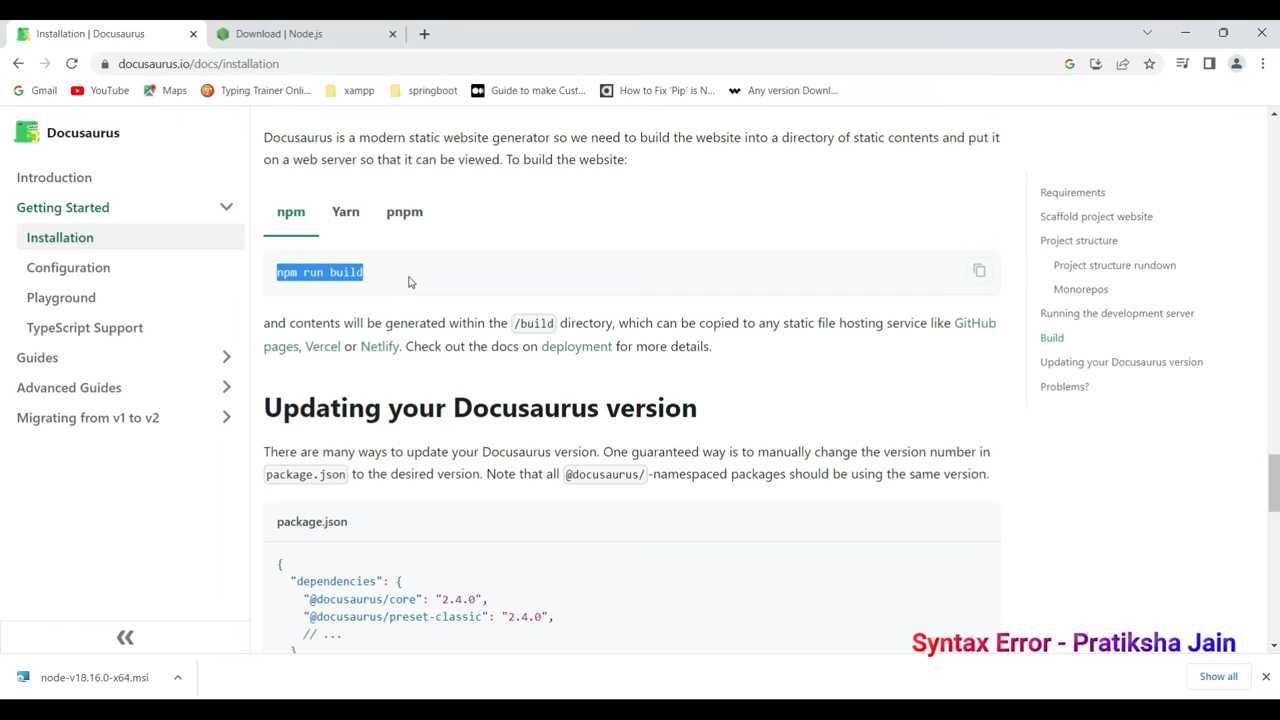 Installation | Docusaurus
Download | Node.js
docusaurus.io/docs/installation
Gmail
YouTube
Maps
Typing Trainer Onli...
xampp
springboot
Guide to make Cust...
How to Fix 'Pip' is N...
Any version Downl...
Docusaurus
Introduction
Getting Started
Installation
Configuration
Playground
TypeScript Support
Guides
Advanced Guides
Migrating from v1 to v2
Docusaurus is a modern static website generator so we need to build the website into a directory of static contents and put it
on a web server so that it can be viewed. To build the website:
npm Yarn pnpm
npm run build
and contents will be generated within the /build directory, which can be copied to any static file hosting service like GitHub
pages, Vercel or Netlify. Check out the docs on deployment for more details.
Updating your Docusaurus version
There are many ways to update your Docusaurus version. One guaranteed way is to manually change the version number in
package.json to the desired version. Note that all @docusaurus/-namespaced packages should be using the same version.
package.json
{
"dependencies": {
"@docusaurus/core": "2.4.0",
"@docusaurus/preset-classic": "2.4.0",
// ...
}
Requirements
Scaffold project website
Project structure
Project structure rundown
Monorepos
Running the development server
Build
Updating your Docusaurus version
Problems?
Syntax Error - Pratiksha Jain
node-v18.16.0-x64.msi
Show all